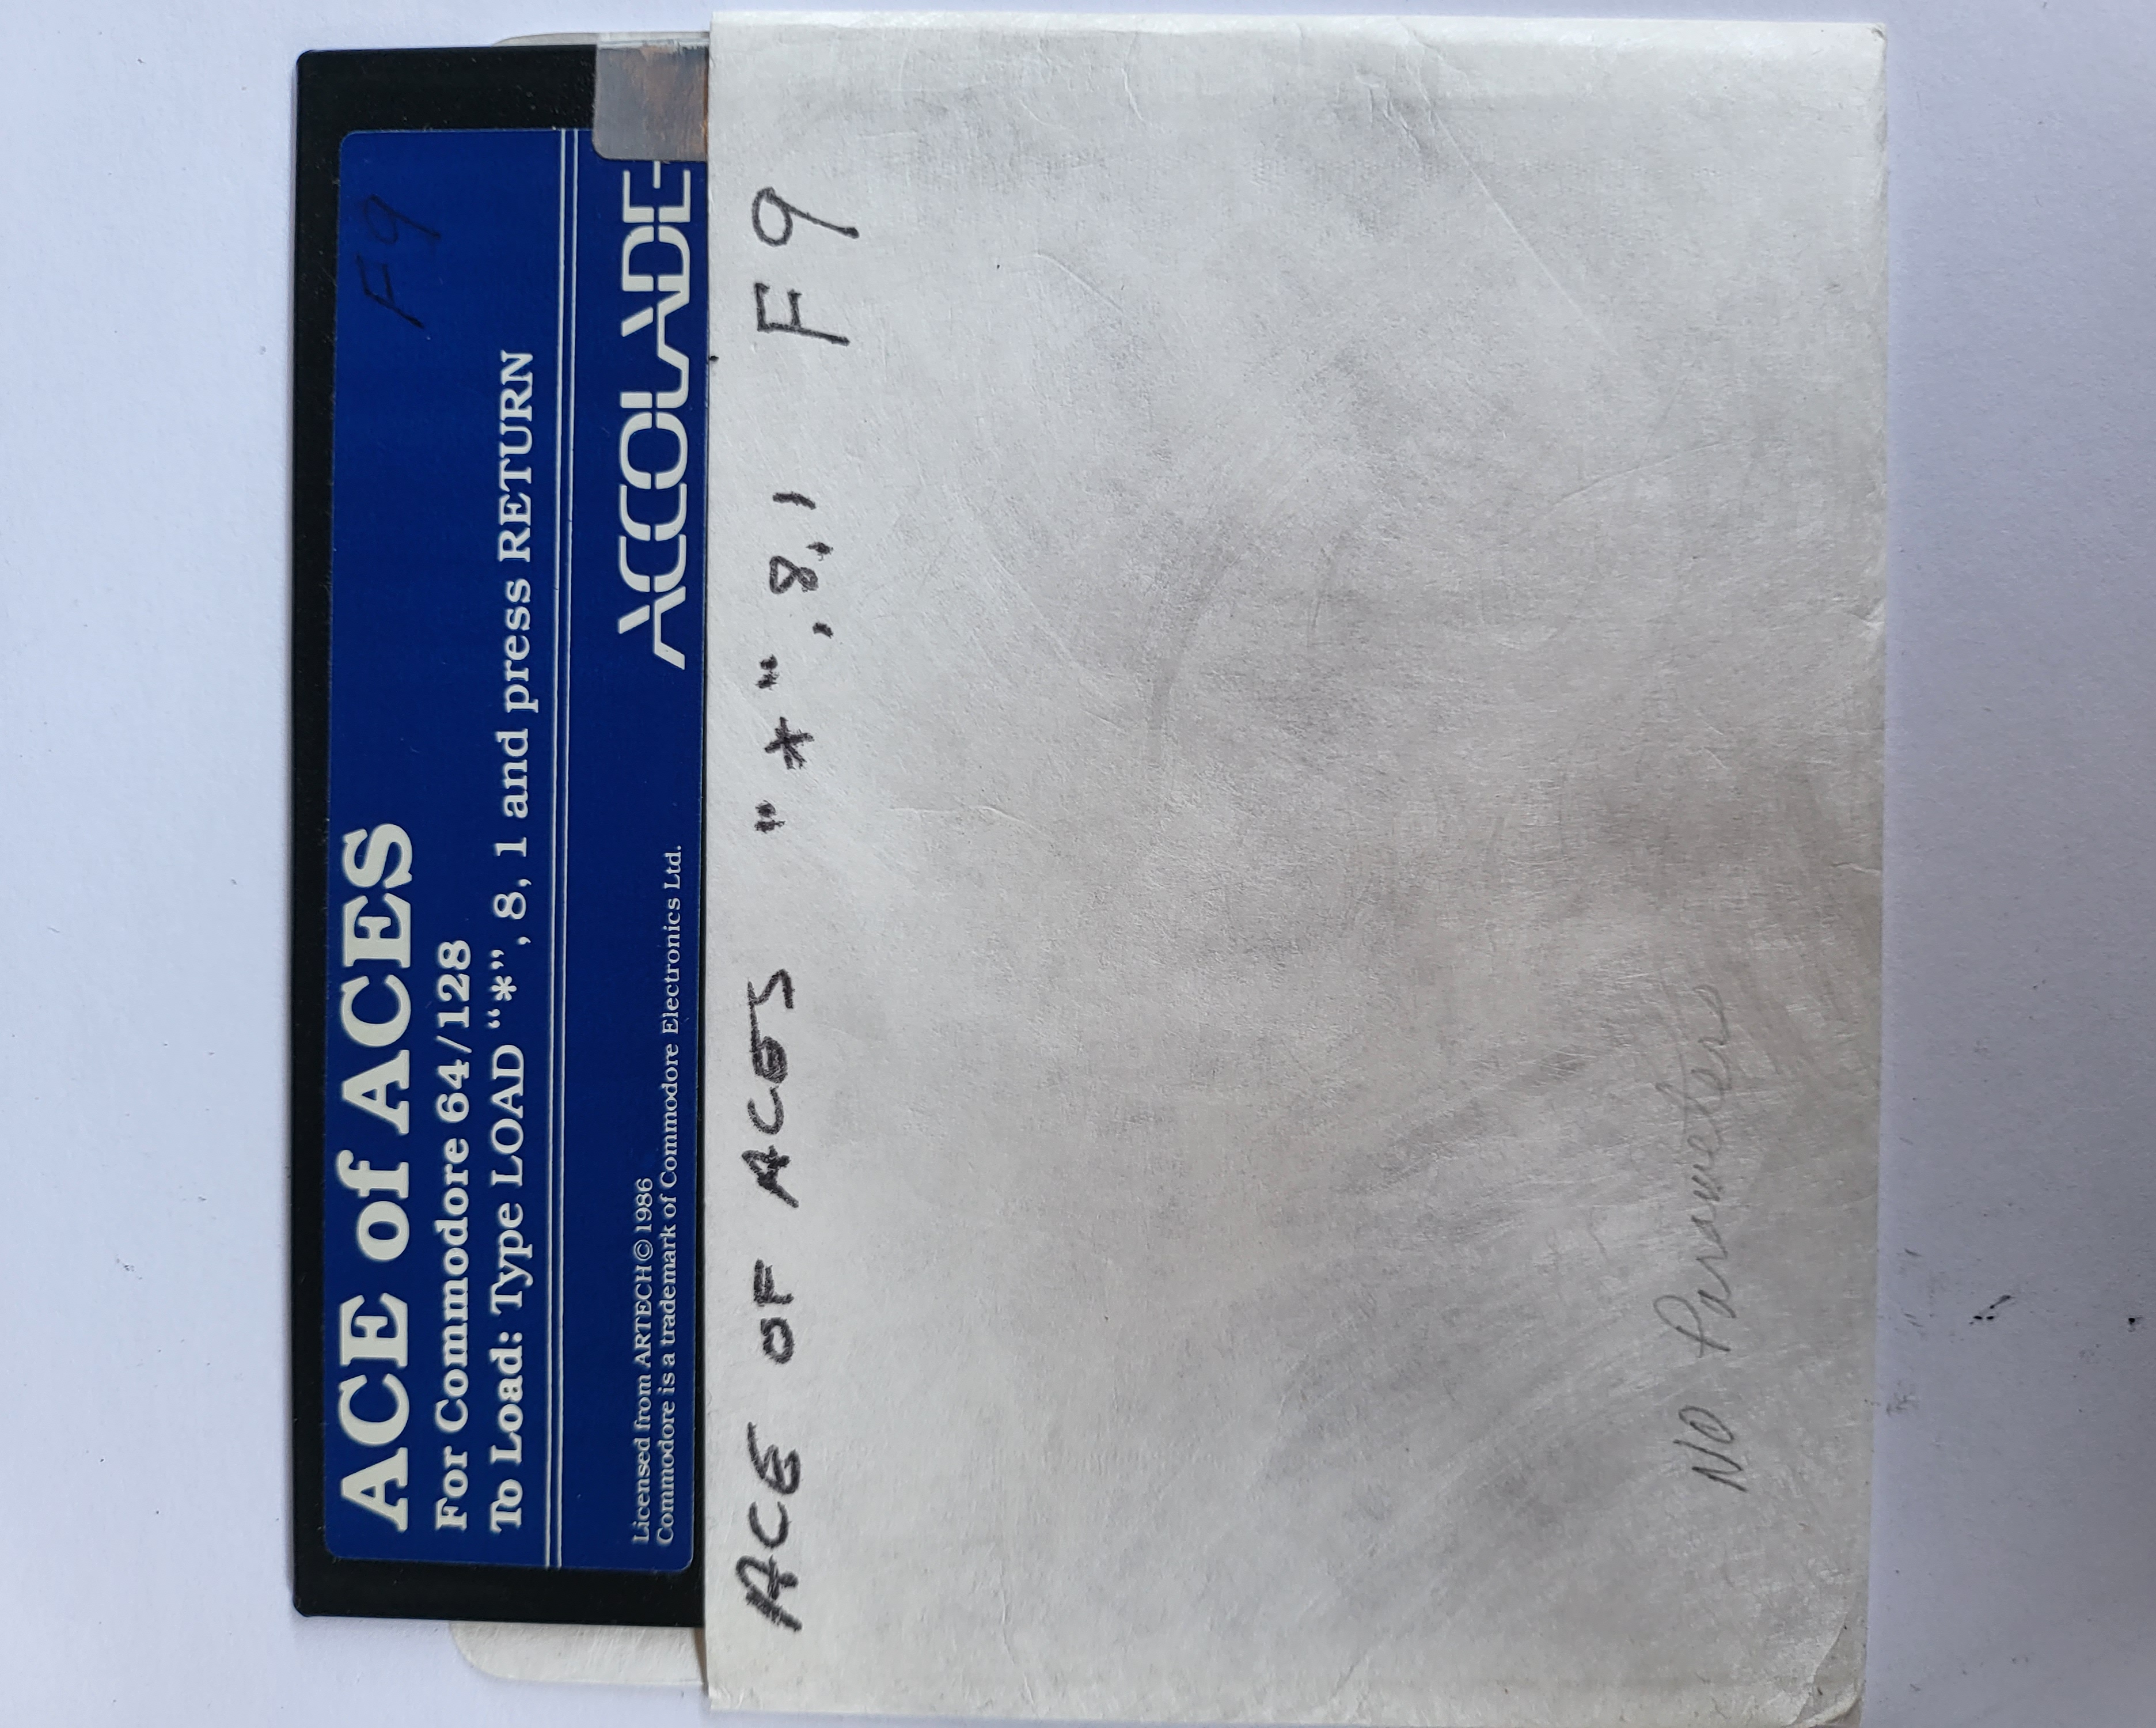 ACE of ACES F9
For Commodore 64/128
To Load: Type LOAD “*”, 8, 1 and press RETURN
Licensed from ARTECH © 1986
Commodore is a trademark of Commodore Electronics Ltd.
ACCOLADE
ACE OF ACES "*",8,1 F9
NO Parameters